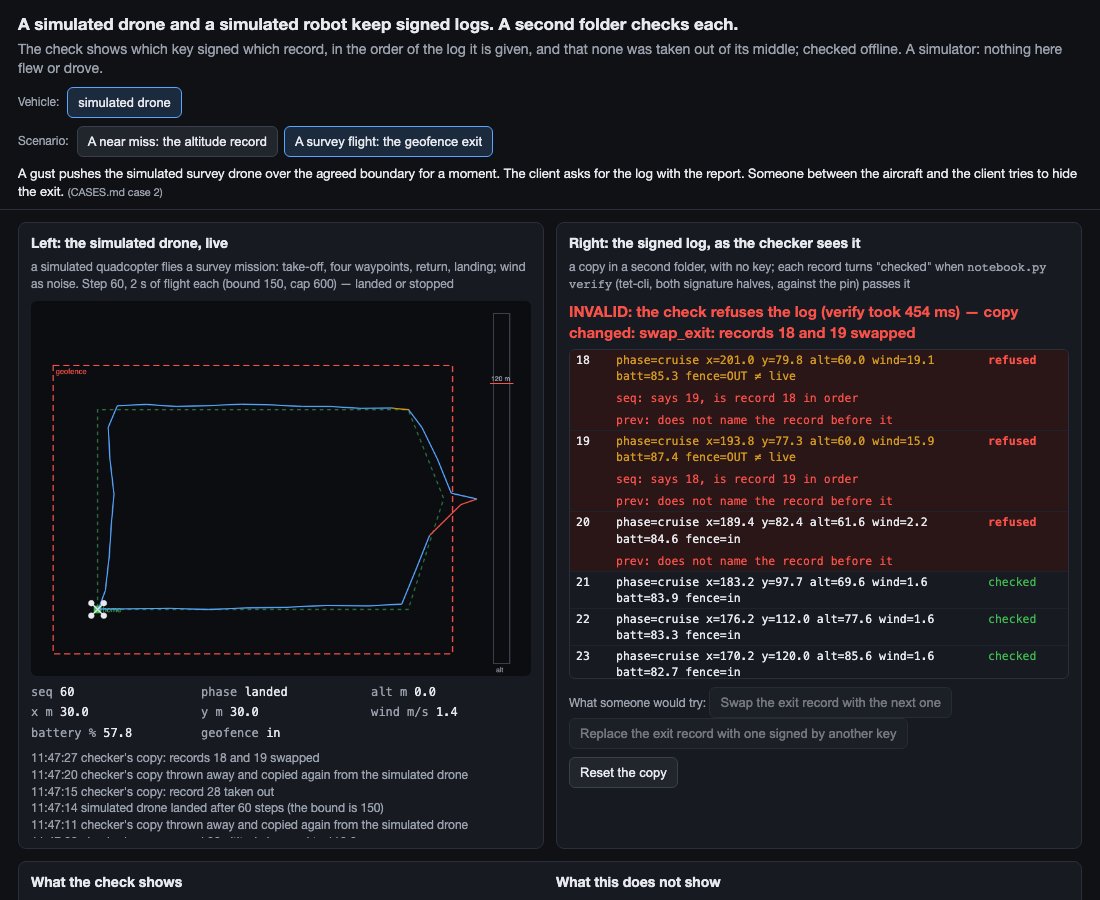 A simulated drone and a simulated robot keep signed logs. A second folder checks each.
The check shows which key signed which record, in the order of the log it is given, and that none was taken out of its middle; checked offline. A simulator: nothing here
flew or drove.
Vehicle: simulated drone
Scenario: A near miss: the altitude record A survey flight: the geofence exit
A gust pushes the simulated survey drone over the agreed boundary for a moment. The client asks for the log with the report. Someone between the aircraft and the client tries to hide
the exit. (CASES.md case 2)
Left: the simulated drone, live
a simulated quadcopter flies a survey mission: take-off, four waypoints, return, landing; wind
as noise. Step 60, 2 s of flight each (bound 150, cap 600) — landed or stopped
geofence
120 m
home
alt
seq 60 phase landed alt m 0.0
x m 30.0 y m 30.0 wind m/s 1.4
battery % 57.8 geofence in
11:47:27 checker's copy: records 18 and 19 swapped
11:47:20 checker's copy thrown away and copied again from the simulated drone
11:47:15 checker's copy: record 28 taken out
11:47:14 simulated drone landed after 60 steps (the bound is 150)
11:47:11 checker's copy thrown away and copied again from the simulated drone
Right: the signed log, as the checker sees it
a copy in a second folder, with no key; each record turns "checked" when notebook.py
verify (tet-cli, both signature halves, against the pin) passes it
INVALID: the check refuses the log (verify took 454 ms) — copy
changed: swap_exit: records 18 and 19 swapped
18 phase=cruise x=201.0 y=79.8 alt=60.0 wind=19.1 refused
batt=85.3 fence=OUT ≠ live
seq: says 19, is record 18 in order
prev: does not name the record before it
19 phase=cruise x=193.8 y=77.3 alt=60.0 wind=15.9 refused
batt=87.4 fence=OUT ≠ live
seq: says 18, is record 19 in order
prev: does not name the record before it
20 phase=cruise x=189.4 y=82.4 alt=61.6 wind=2.2 refused
batt=84.6 fence=in
prev: does not name the record before it
21 phase=cruise x=183.2 y=97.7 alt=69.6 wind=1.6 checked
batt=83.9 fence=in
22 phase=cruise x=176.2 y=112.0 alt=77.6 wind=1.6 checked
batt=83.3 fence=in
23 phase=cruise x=170.2 y=120.0 alt=85.6 wind=1.6 checked
batt=82.7 fence=in
What someone would try: Swap the exit record with the next one
Replace the exit record with one signed by another key
Reset the copy
What the check shows
What this does not show